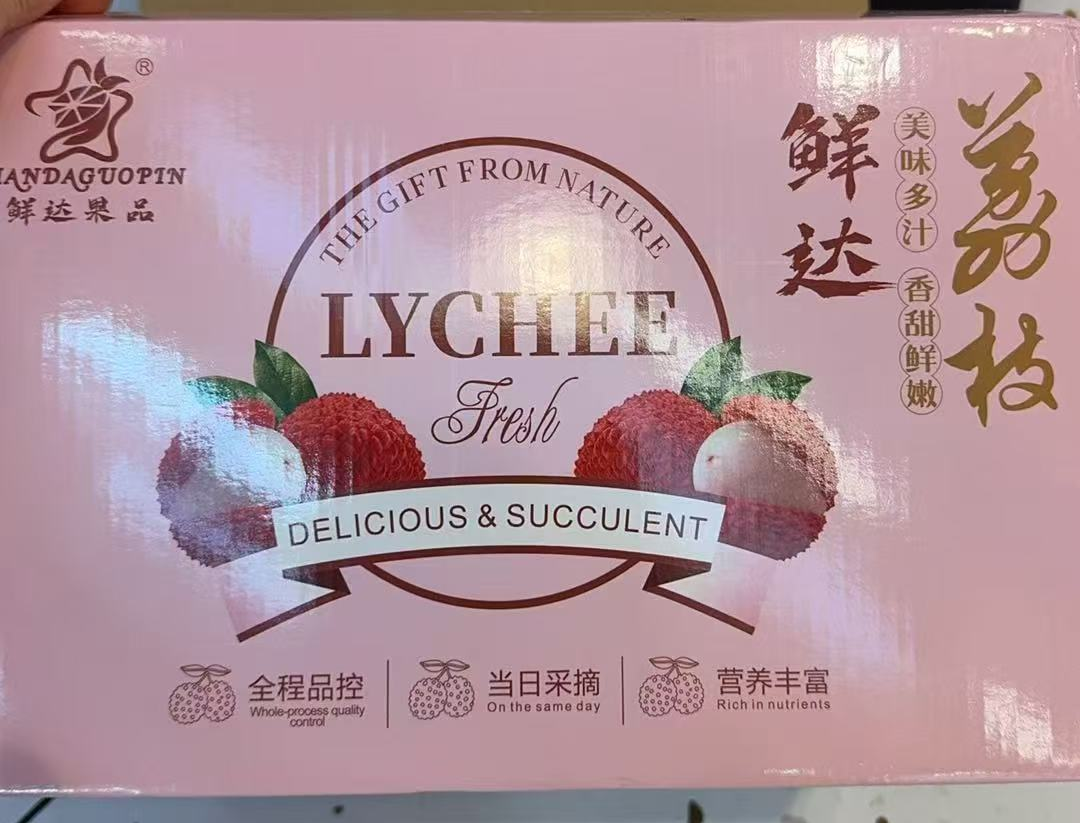 ®
IANDAGUOPIN
鲜达果品
THE GIFT FROM NATURE
LYCHEE
Fresh
DELICIOUS & SUCCULENT
荔枝
美味多汁 香甜鲜嫩
鲜达
全程品控
Whole-process quality
control
当日采摘
On the same day
营养丰富
Rich in nutrients